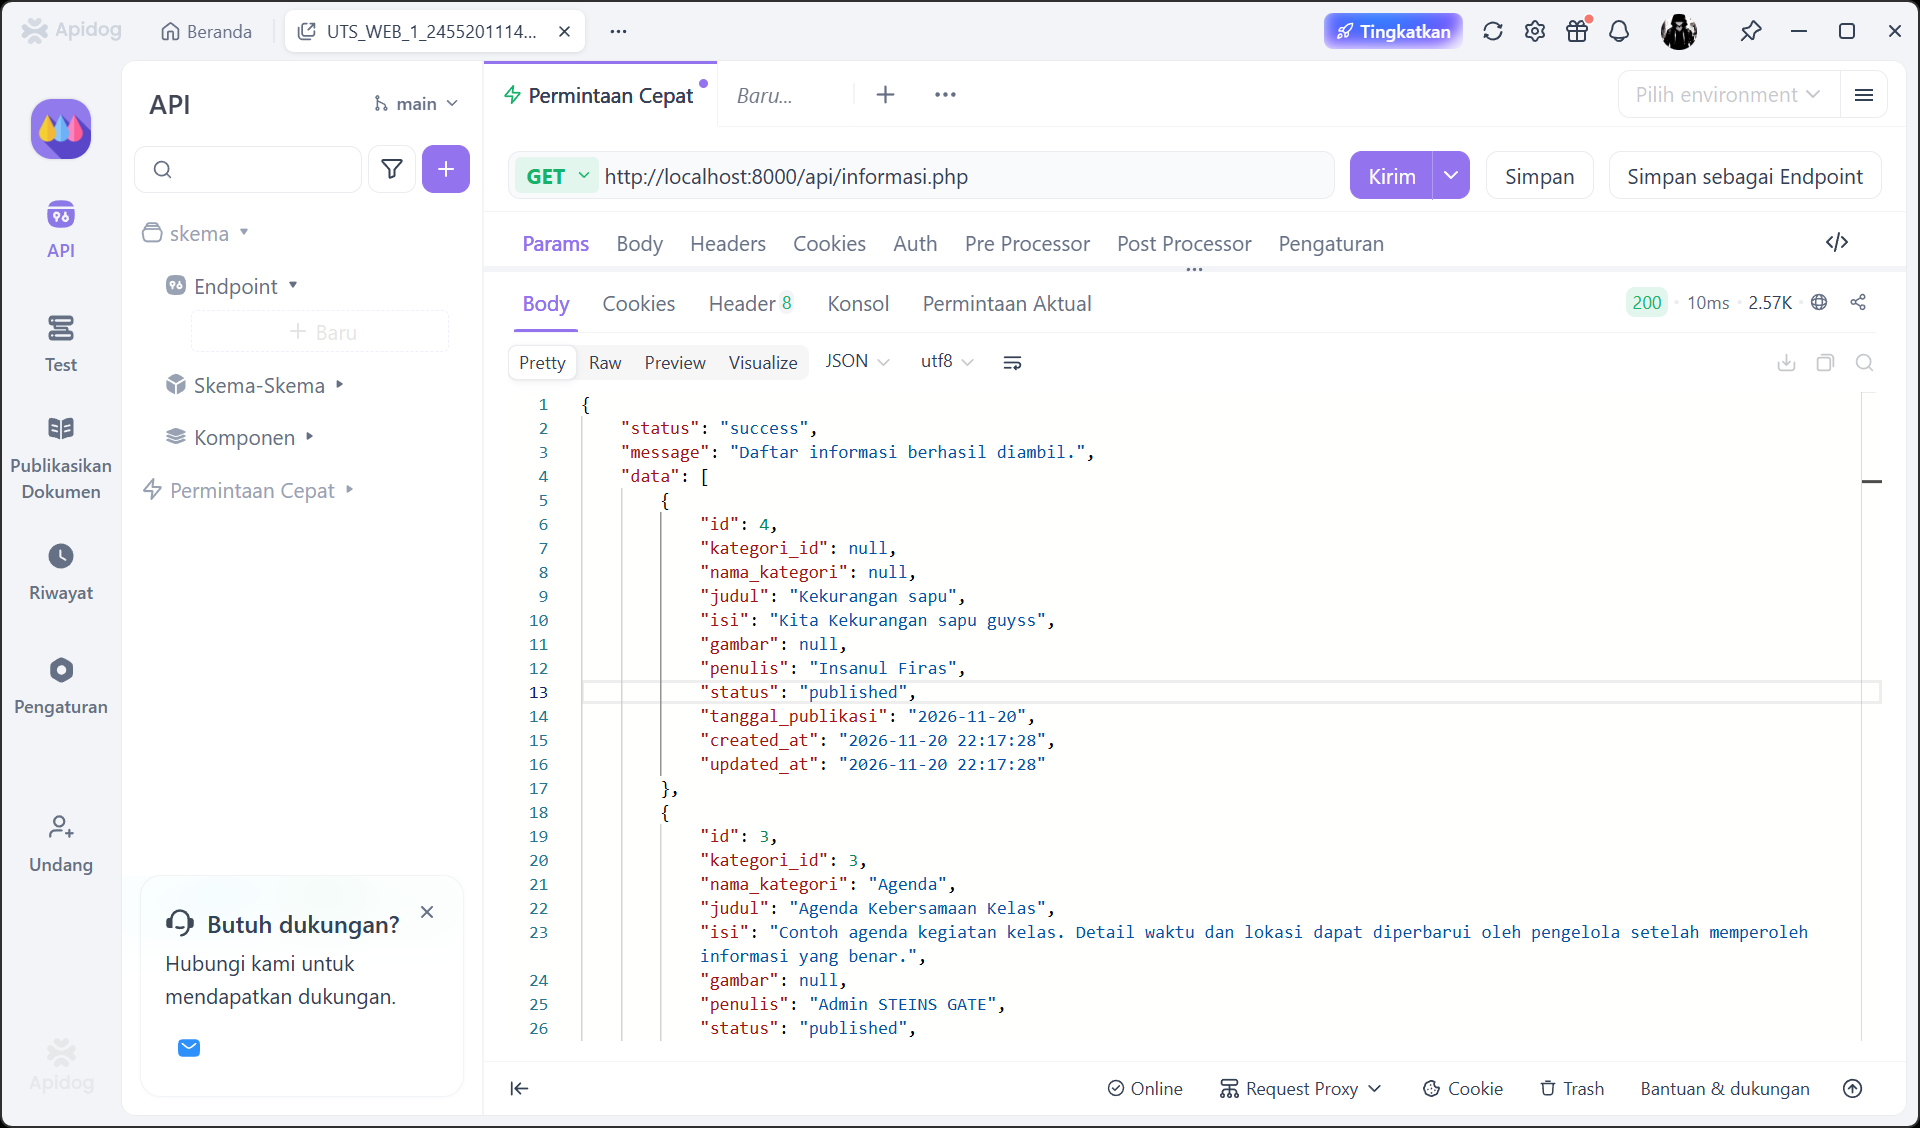 Apidog
Beranda
UTS_WEB_1_2455201114...
Tingkatkan
API
main
Permintaan Cepat
Baru...
Pilih environment
GET
http://localhost:8000/api/informasi.php
Kirim
Simpan
Simpan sebagai Endpoint
API
Test
Publikasikan
Dokumen
Riwayat
Pengaturan
Undang
Apidog
skema
Endpoint
Baru
Skema-Skema
Komponen
Permintaan Cepat
Butuh dukungan?
Hubungi kami untuk
mendapatkan dukungan.
Params
Body
Headers
Cookies
Auth
Pre Processor
Post Processor
Pengaturan
Body
Cookies
Header 8
Konsol
Permintaan Aktual
200
10ms
2.57K
Pretty
Raw
Preview
Visualize
JSON
utf8
1 {
2 "status": "success",
3 "message": "Daftar informasi berhasil diambil.",
4 "data": [
5 {
6 "id": 4,
7 "kategori_id": null,
8 "nama_kategori": null,
9 "judul": "Kekurangan sapu",
10 "isi": "Kita Kekurangan sapu guyss",
11 "gambar": null,
12 "penulis": "Insanul Firas",
13 "status": "published",
14 "tanggal_publikasi": "2026-11-20",
15 "created_at": "2026-11-20 22:17:28",
16 "updated_at": "2026-11-20 22:17:28"
17 },
18 {
19 "id": 3,
20 "kategori_id": 3,
21 "nama_kategori": "Agenda",
22 "judul": "Agenda Kebersamaan Kelas",
23 "isi": "Contoh agenda kegiatan kelas. Detail waktu dan lokasi dapat diperbarui oleh pengelola setelah memperoleh
informasi yang benar.",
24 "gambar": null,
25 "penulis": "Admin STEINS GATE",
26 "status": "published",
Online
Request Proxy
Cookie
Trash
Bantuan & dukungan